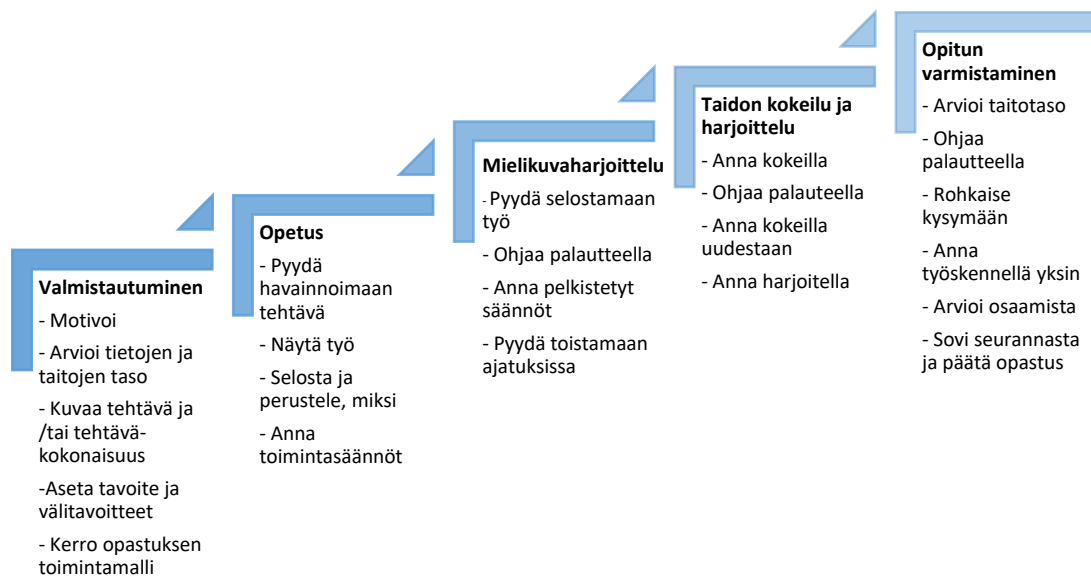 Valmistautuminen
- Motivoi
- Arvioi tietojen ja
taitojen taso
- Kuvaa tehtävä ja
/tai tehtävä-
kokonaisuus
-Aseta tavoite ja
välitavoitteet
- Kerro opastuksen
toimintamalli
Opetus
- Pyydä
havainnoimaan
tehtävä
- Näytä työ
- Selosta ja
perustele, miksi
- Anna
toimintasäännöt
Mielikuvaharjoittelu
- Pyydä selostamaan
työ
- Ohjaa palautteella
- Anna pelkistetyt
säännöt
- Pyydä toistamaan
ajatuksissa
Taidon kokeilu ja
harjoittelu
- Anna kokeilla
- Ohjaa palauteella
- Anna kokeilla
uudestaan
- Anna harjoitella
Opitun
varmistaminen
- Arvioi taitotaso
- Ohjaa
palautteella
- Rohkaise
kysymään
- Anna
työskennellä yksin
- Arvioi osaamista
- Sovi seurannasta
ja päätä opastus